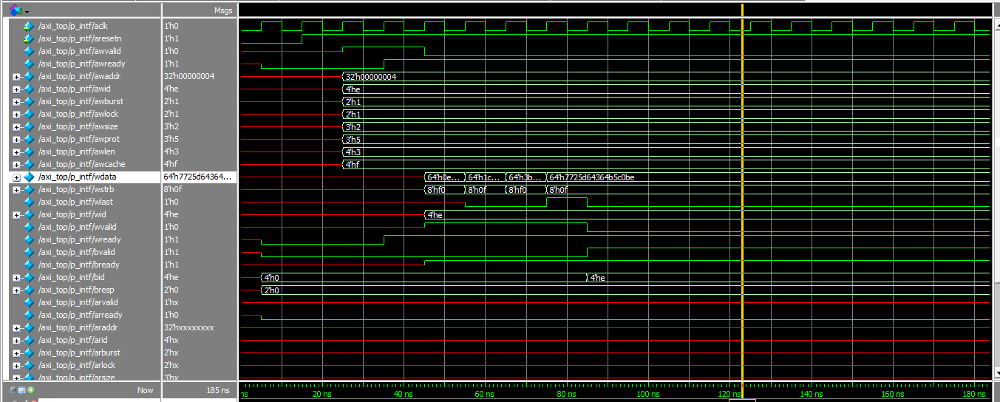 Msgs
/axi_top/p_intf/aclk 1'h0
/axi_top/p_intf/aresetn 1'h1
/axi_top/p_intf/awvalid 1'h0
/axi_top/p_intf/awready 1'h1
/axi_top/p_intf/awaddr 32'h00000004 32'h00000004
/axi_top/p_intf/awid 4'he 4'he
/axi_top/p_intf/awburst 2'h1 2'h1
/axi_top/p_intf/awlock 2'h1 2'h1
/axi_top/p_intf/awsize 3'h2 3'h2
/axi_top/p_intf/awprot 3'h5 3'h5
/axi_top/p_intf/awlen 4'h3 4'h3
/axi_top/p_intf/awcache 4'hf 4'hf
/axi_top/p_intf/wdata 64'h7725d64364... 64'h0e... 64'h1c... 64'h3b... 64'h7725d64364b5c0be
/axi_top/p_intf/wstrb 8'h0f 8'hf0 8'h0f 8'hf0 8'h0f
/axi_top/p_intf/wlast 1'h0
/axi_top/p_intf/wid 4'he 4'he
/axi_top/p_intf/wvalid 1'h0
/axi_top/p_intf/wready 1'h1
/axi_top/p_intf/bvalid 1'h1
/axi_top/p_intf/bready 1'h1
/axi_top/p_intf/bid 4'he 4'h0 4'he
/axi_top/p_intf/bresp 2'h0 2'h0
/axi_top/p_intf/arvalid 1'hx
/axi_top/p_intf/arready 1'h0
/axi_top/p_intf/araddr 32'hxxxxxxxx
/axi_top/p_intf/arid 4'hx
/axi_top/p_intf/arburst 2'hx
/axi_top/p_intf/arlock 2'hx
/axi_top/p_intf/arsize 3'hx
Now 185 ns ns 20 ns 40 ns 60 ns 80 ns 100 ns 120 ns 140 ns 160 ns 180 ns